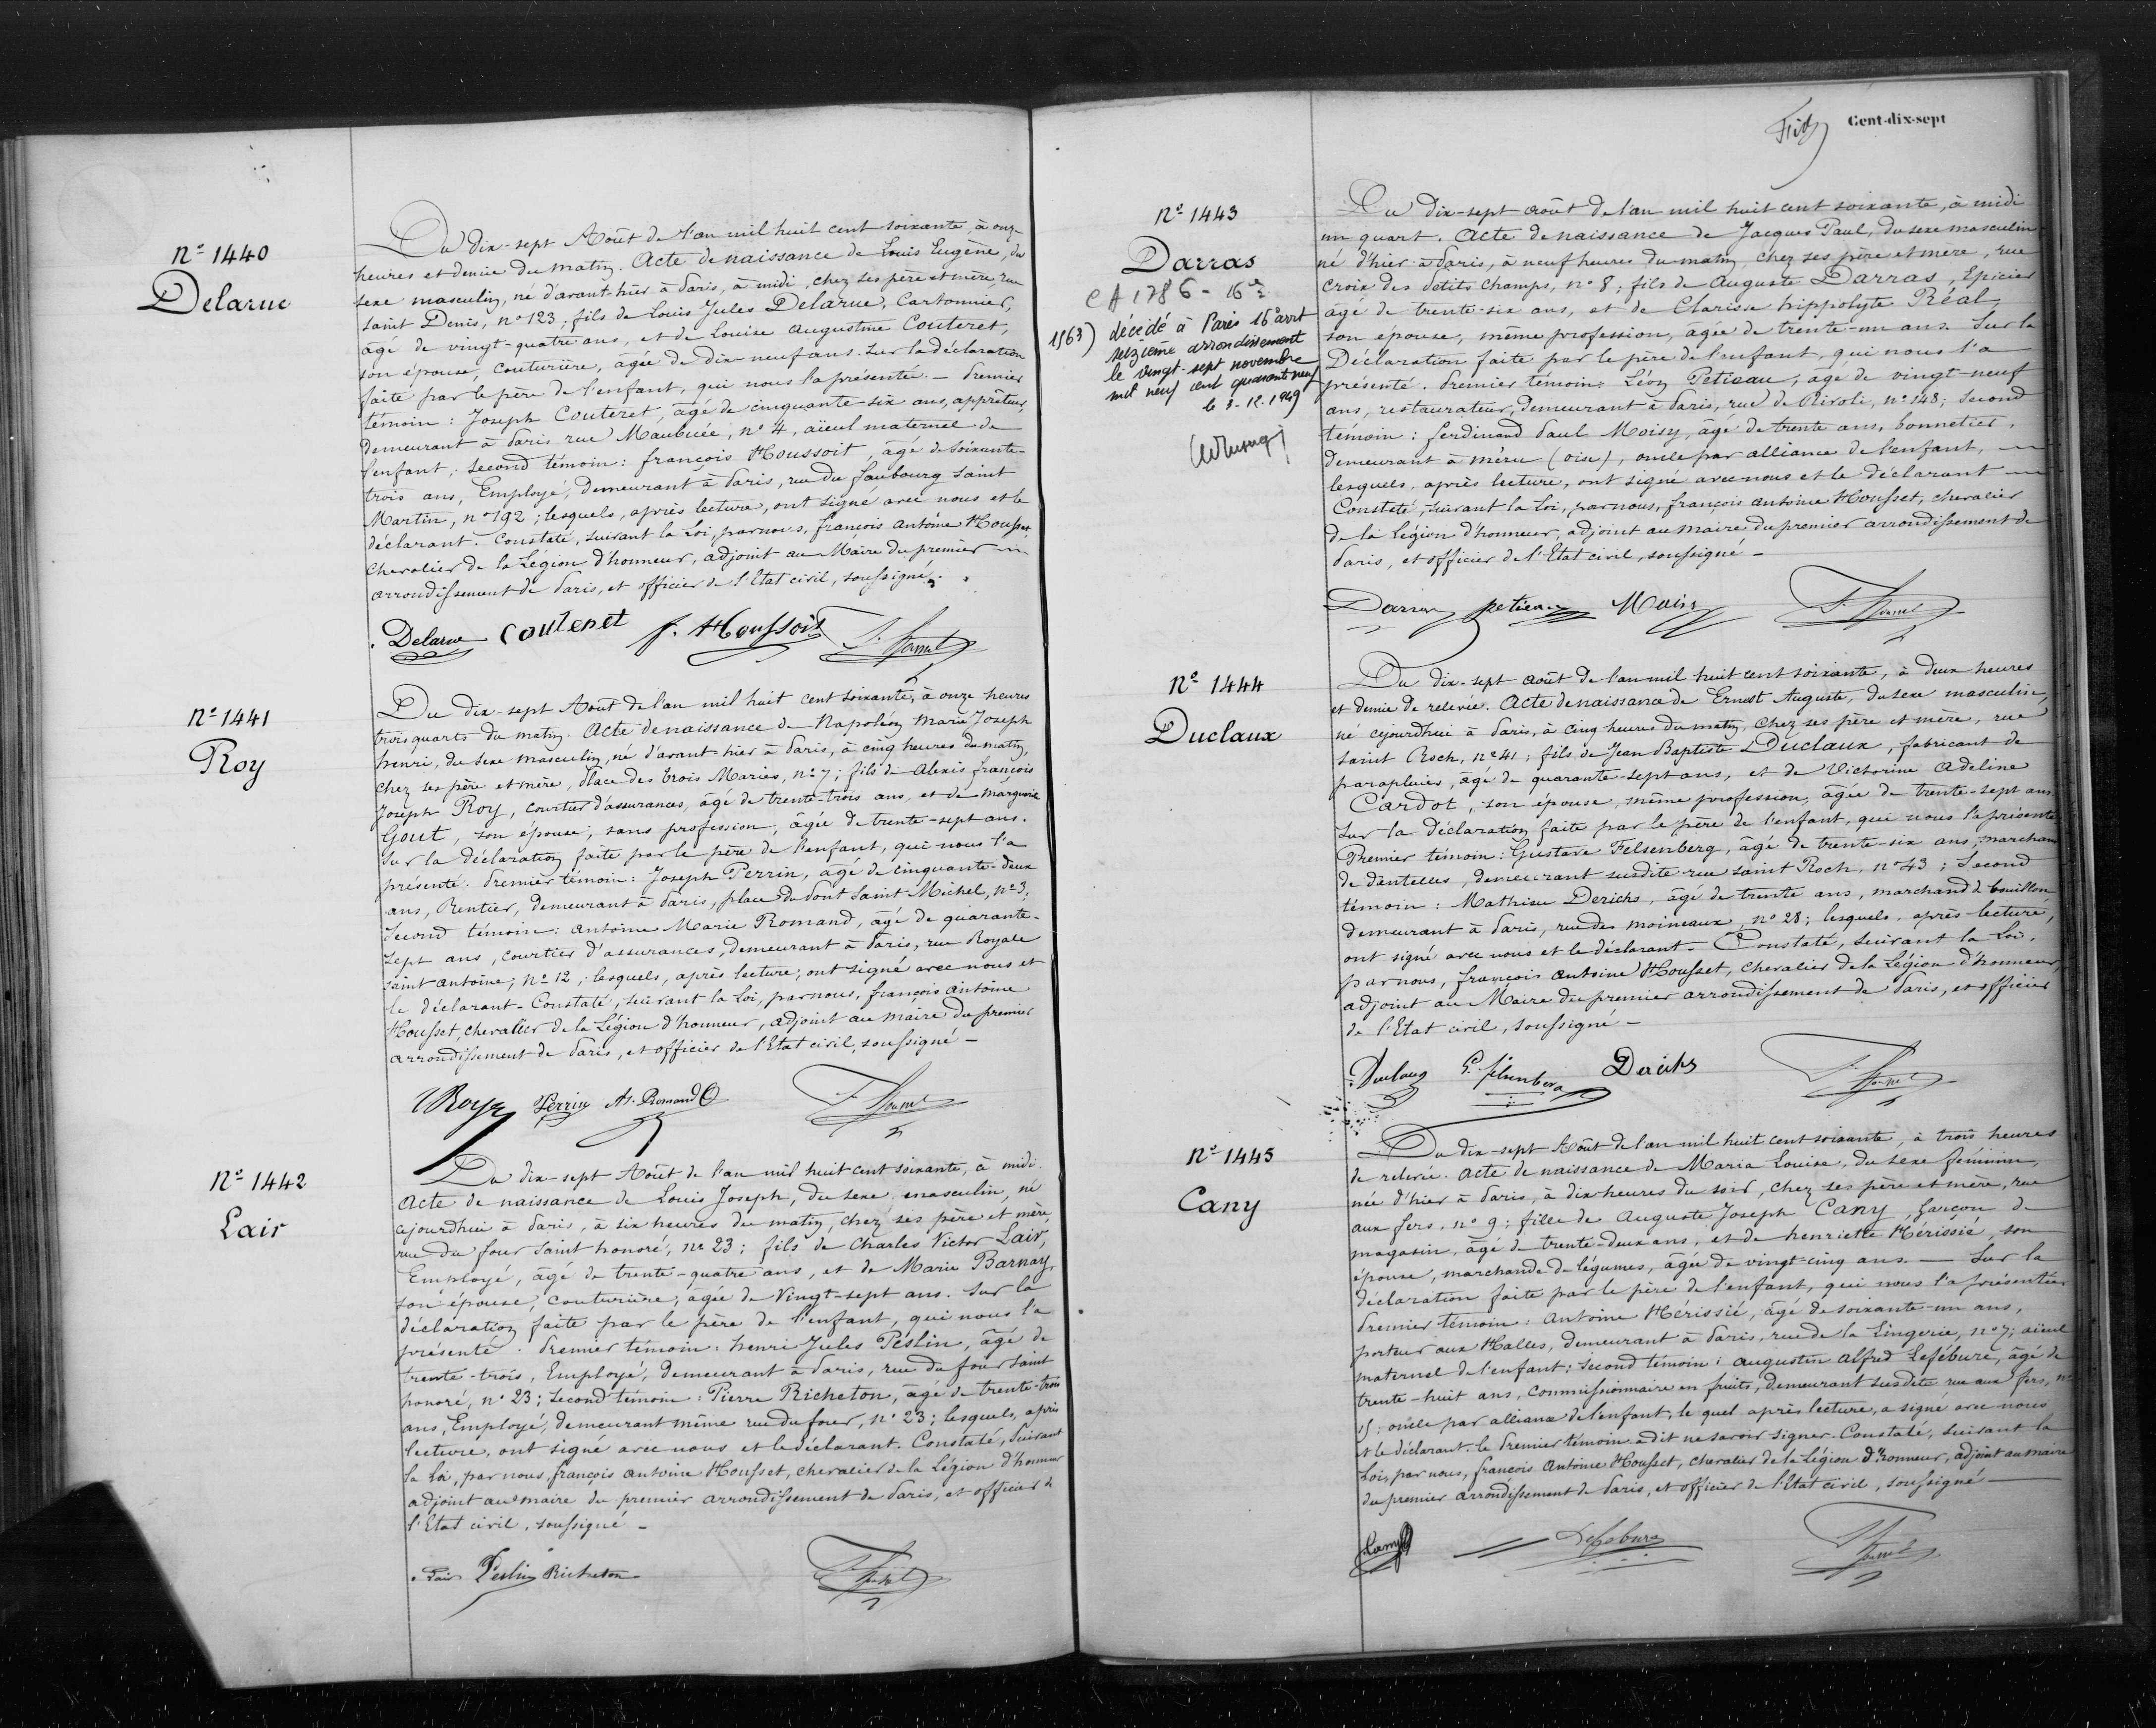 Nº 1440
Delarue
Du dix-sept Août de l'an mil huit cent soixante, à onze
heures et demie du matin. Acte de naissance de Louis Eugène, du
sexe masculin, né d'avant-hier à Paris, à midi, chez ses père et mère, rue
saint Denis, nº 123; fils de Louis Jules Delarue, Cartonnier,
âgé de vingt-quatre ans, et de Louise augustine Couteret,
son épouse, couturière, âgée de dix-neuf ans. Sur la déclaration
faite par le père de l'enfant, qui nous l'a présenté. — Premier
témoin : Joseph Couteret, âgé de cinquante-six ans, apprêteur,
demeurant à Paris rue Maubuée, nº 4, aïeul maternel de
l'enfant; second témoin: françois Houssoit, âgé de soixante-
trois ans, Employé, demeurant à Paris, rue du faubourg saint
Martin, nº 192; lesquels, après lecture, ont signé avec nous et le
déclarant. Constaté, suivant la Loi, par nous, françois antoine Housset,
chevalier de la Légion d'honneur, adjoint au Maire du premier
arrondissement de Paris, et officier de l'Etat civil, soussigné.
Delarue Couteret f. Houssoit
Nº 1441
Roy
Du dix-sept Août de l'an mil huit cent soixante, à onze heures
trois quarts du matin. Acte de naissance de Napoléon Marie Joseph
henri, du sexe masculin, né d'avant-hier à Paris, à cinq heures du matin,
chez ses père et mère, Place des trois Maries, nº 7; fils de Alexis françois
Joseph Roy, courtier d'assurances, âgé de trente-trois ans, et de Marguerite
Gout, son épouse, sans profession, âgée de trente-sept ans.
Sur la déclaration faite par le père de l'enfant, qui nous l'a
présenté. Premier témoin: Joseph Perrin, âgé de cinquante-deux
ans, Rentier, demeurant à Paris, place du Pont saint-Michel, nº 3;
Second témoin: antoine Marie Romand, âgé de quarante-
sept ans, courtier d'assurances, demeurant à Paris, rue Royale
saint antoine, nº 12; lesquels, après lecture, ont signé avec nous et
le déclarant. Constaté, suivant la Loi, par nous, françois antoine
Housset, chevalier de la Légion d'honneur, adjoint au maire du premier
arrondissement de Paris, et officier de l'Etat civil, soussigné —
Roy Perrin At. Romand
Nº 1442
Lair
Du dix-sept Août de l'an mil huit cent soixante, à midi.
Acte de naissance de Louis Joseph, du sexe masculin, né
cejourdhui à Paris, à six heures du matin, chez ses père et mère,
rue du four saint honoré, nº 23; fils de Charles Victor Lair,
Employé, âgé de trente-quatre ans, et de Marie Barnay,
son épouse, couturière, âgée de Vingt-sept ans. Sur la
déclaration faite par le père de l'enfant, qui nous l'a
présenté. Premier témoin: henri Jules Peslin, âgé de
trente-trois, Employé, demeurant à Paris, rue du four saint
honoré, nº 23; Second témoin: Pierre Richeton, âgé de trente-trois
ans, Employé, demeurant même rue du four, nº 23; lesquels, après
lecture, ont signé avec nous et le déclarant. Constaté, suivant
la Loi, par nous, françois antoine Housset, chevalier de la Légion d'honneur
adjoint au maire du premier arrondissement de Paris, et officier de
l'Etat civil, soussigné —
Lair Peslin Richeton
Cent-dix-sept
Nº 1443
Darras
CA 1786 - 16e
1963) décédé à Paris 16e arrt
seizième arrondissement
le vingt-sept novembre
mil neuf cent quarante neuf
le 3-12-1949
Du dix-sept août de l'an mil huit cent soixante, à midi
un quart. Acte de naissance de Jacques Paul, du sexe masculin
né d'hier à Paris, à neuf heures du matin, chez ses père et mère, rue
croix des Petits champs, nº 8; fils de Auguste Darras, Epicier
âgé de trente-six ans, et de Clarisse hippolyte Réal,
son épouse, même profession, âgée de trente-un ans. Sur la
Déclaration faite par le père de l'enfant, qui nous l'a
présenté. Premier témoin: Léon Petieau, âgé de vingt-neuf
ans, restaurateur, demeurant à Paris, rue de Rivoli, nº 148; Second
témoin: ferdinand Paul Moisy, âgé de trente ans, bonnetier,
demeurant à méru (oise), oncle par alliance de l'enfant,
lesquels, après lecture, ont signé avec nous et le déclarant
Constaté, suivant la Loi, par nous, françois antoine Housset, chevalier
de la Légion d'honneur, adjoint au maire du premier arrondissement de
Paris, et officier de l'Etat civil, soussigné —
Darras petieau Moisy
Nº 1444
Duclaux
Du dix-sept août de l'an mil huit cent soixante, à deux heures
et demie de relevée. Acte de naissance de Ernest Auguste, du sexe masculin,
né cejourdhui à Paris, à cinq heures du matin, chez ses père et mère, rue
saint Roch, nº 41; fils de Jean Baptiste Duclaux, fabricant de
parapluies, âgé de quarante-sept ans, et de Victorine adeline
Cardot, son épouse, même profession, âgée de trente-sept ans.
Sur la Déclaration faite par le père de l'enfant, qui nous l'a présenté
Premier témoin: Gustave Felsenberg, âgé de trente-six ans, marchand
de dentelles, demeurant susdite rue saint Roch, nº 43; Second
témoin: Mathieu Derichs, âgé de trente ans, marchand de bouillon
demeurant à Paris, rue des moineaux, nº 28; lesquels, après lecture,
ont signé avec nous et le déclarant — Constaté, suivant la Loi,
par nous, françois antoine Housset, chevalier de la Légion d'honneur,
adjoint au Maire du premier arrondissement de Paris, et officier
de l'Etat civil, soussigné —
Duclaux G. felsenberg Derichs
Nº 1445
Cany
Du dix-sept Août de l'an mil huit cent soixante, à trois heures
de relevée. Acte de naissance de Maria Louise, du sexe féminin,
née d'hier à Paris, à dix heures du soir, chez ses père et mère, rue
aux fers, nº 9; fille de Auguste Joseph Cany, Garçon de
magasin, âgé de trente-deux ans, et de henriette Hérissié, son
épouse, marchande de légumes, âgée de vingt-cinq ans. — Sur la
déclaration faite par le père de l'enfant, qui nous l'a présentée
Premier témoin: antoine Hérissié, âgé de soixante-un ans,
porteur aux Halles, demeurant à Paris, rue de la Lingerie, nº 7; aïeul
maternel de l'enfant: second témoin: augustin alfred Lefébure, âgé de
trente-huit ans, commissionnaire en fruits, demeurant susdite rue aux fers, nº
15; oncle par alliance de l'enfant, le quel après lecture, a signé avec nous
et le déclarant. le Premier témoin a dit ne savoir signer. Constaté, suivant la
Loi, par nous, françois antoine Housset, chevalier de la Légion d'honneur, adjoint au maire
du premier arrondissement de Paris, et officier de l'Etat civil, soussigné —
Cany Lefebure